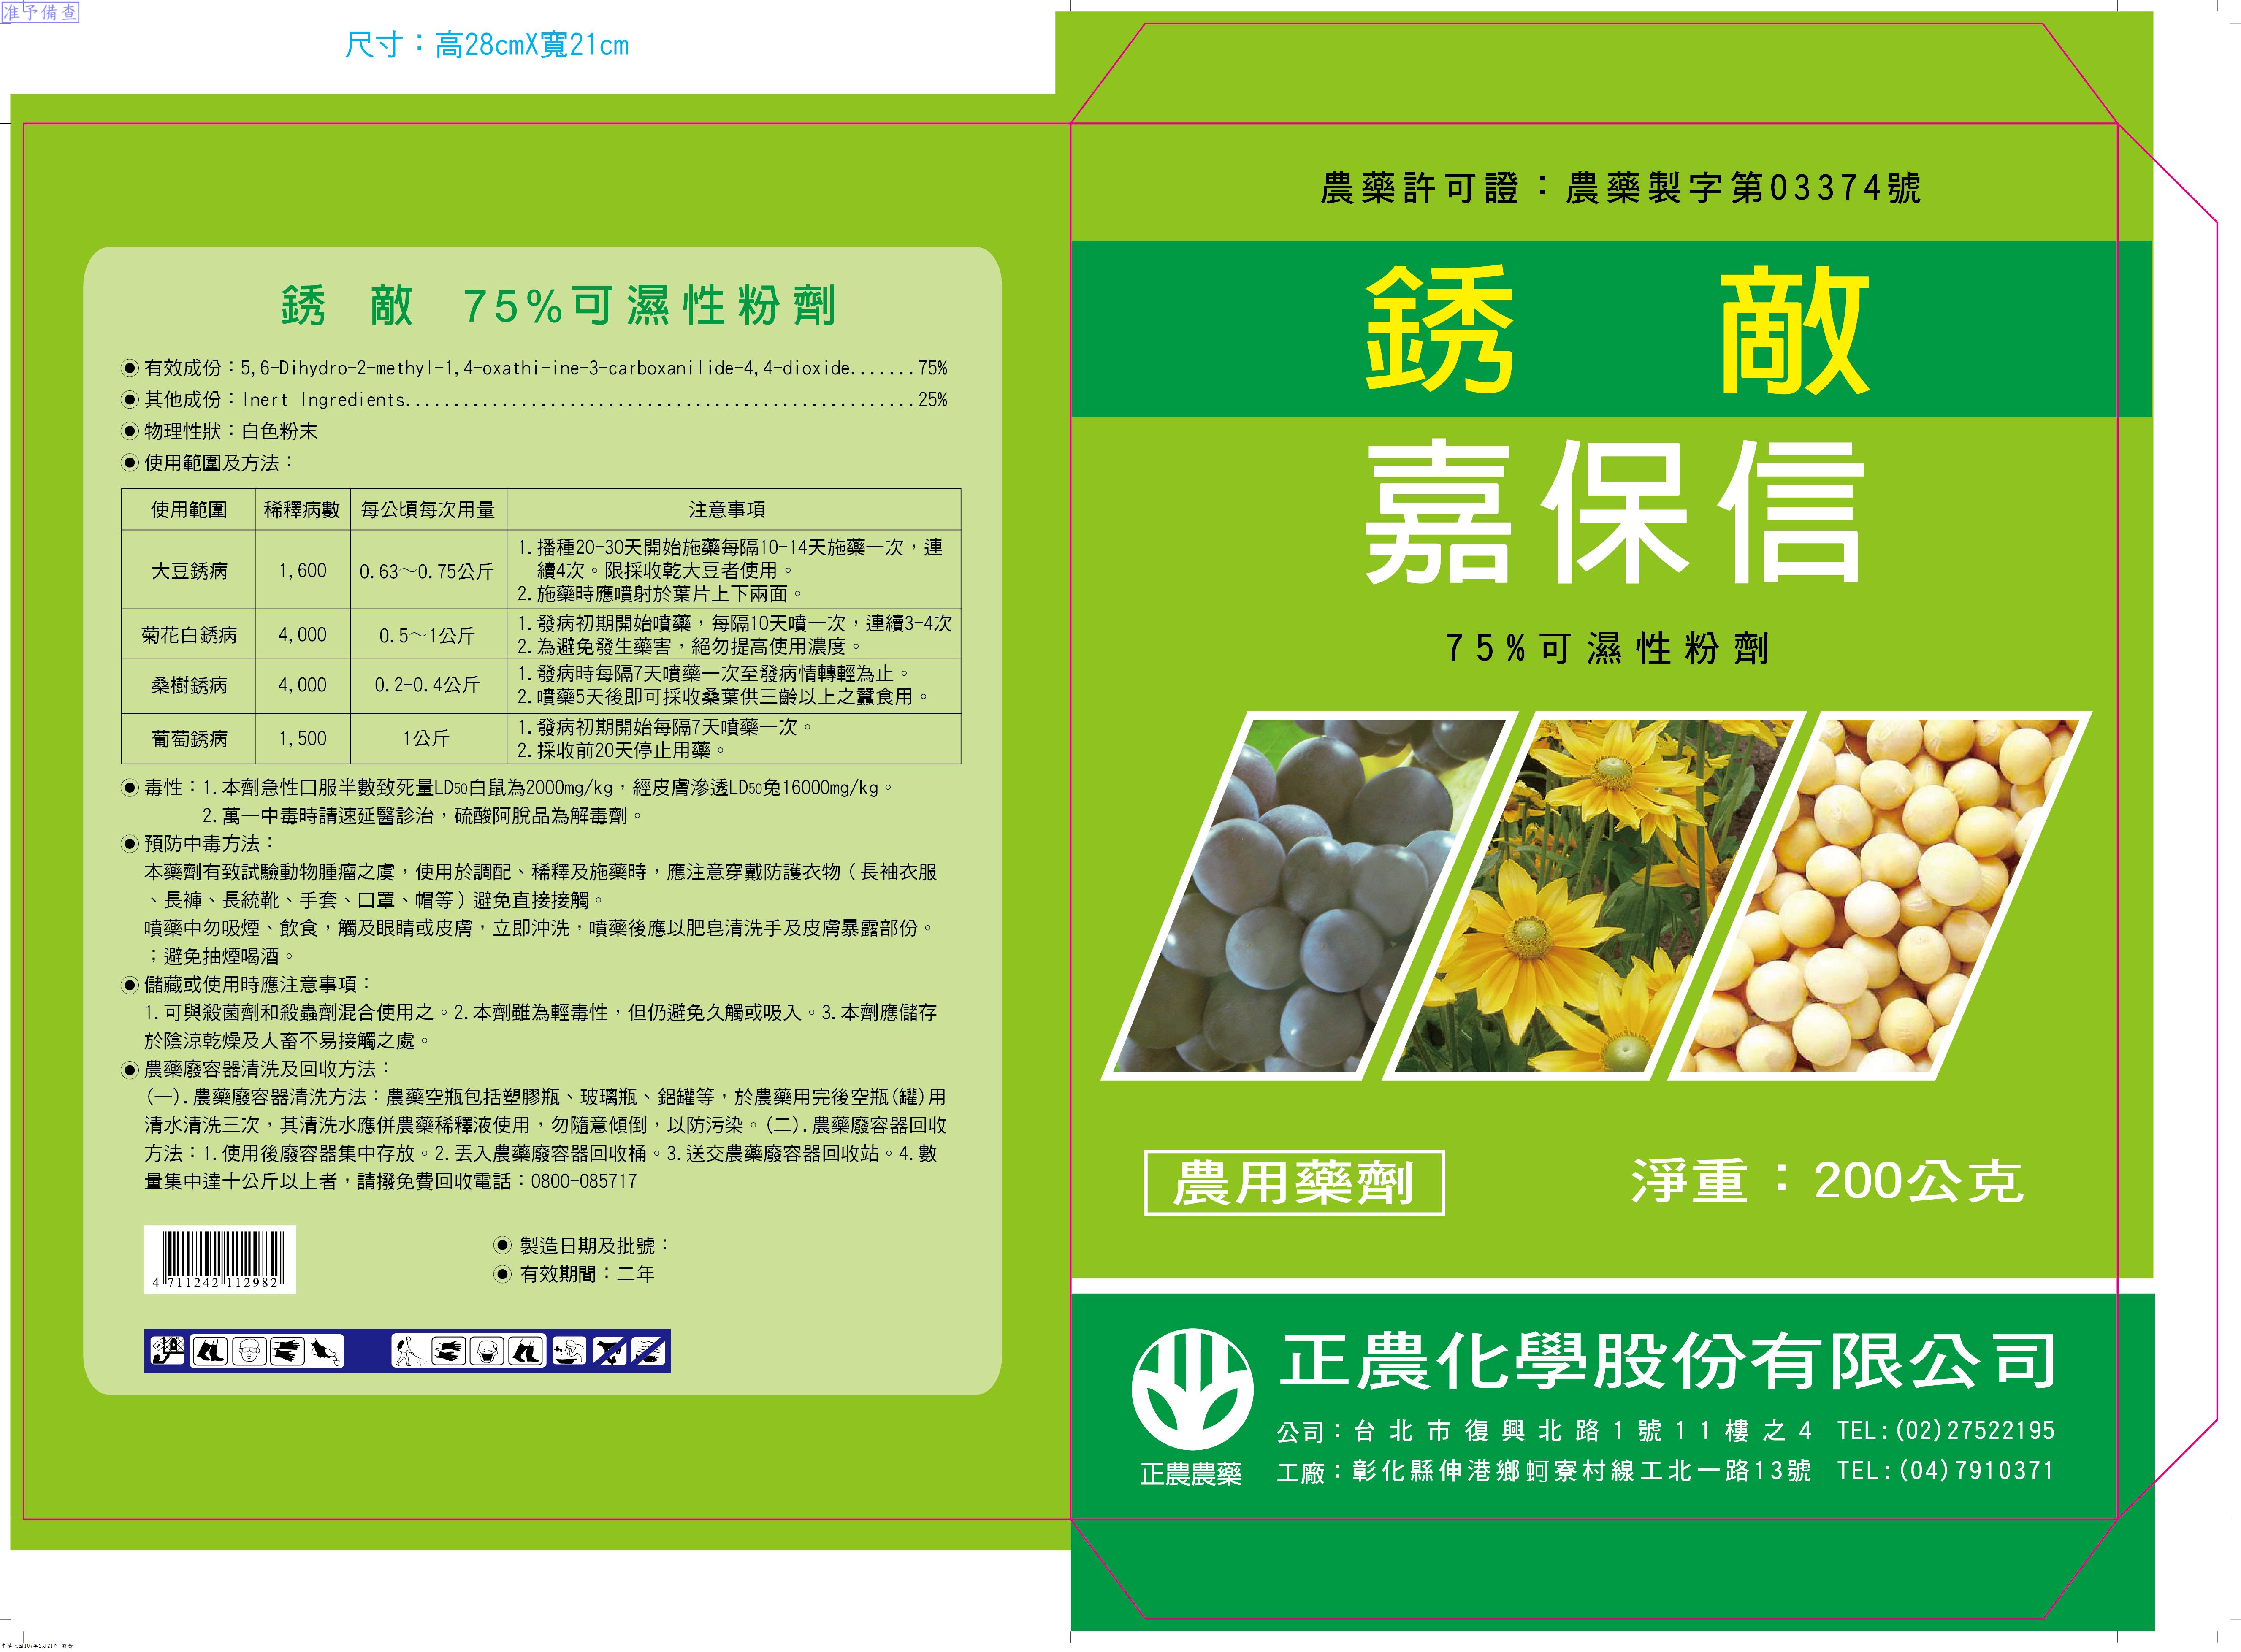 准予備查
尺寸：高28cmX寬21cm
銹 敵 75%可濕性粉劑
有效成份：5,6-Dihydro-2-methyl-1,4-oxathi-ine-3-carboxanilide-4,4-dioxide.......75%
其他成份：Inert Ingredients.....................................................25%
物理性狀：白色粉末
使用範圍及方法：
使用範圍 稀釋病數 每公頃每次用量 注意事項
大豆銹病 1,600 0.63～0.75公斤
1.播種20-30天開始施藥每隔10-14天施藥一次，連
續4次。限採收乾大豆者使用。
2.施藥時應噴射於葉片上下兩面。
菊花白銹病 4,000 0.5～1公斤
1.發病初期開始噴藥，每隔10天噴一次，連續3-4次
2.為避免發生藥害，絕勿提高使用濃度。
桑樹銹病 4,000 0.2-0.4公斤
1.發病時每隔7天噴藥一次至發病情轉輕為止。
2.噴藥5天後即可採收桑葉供三齡以上之蠶食用。
葡萄銹病 1,500 1公斤
1.發病初期開始每隔7天噴藥一次。
2.採收前20天停止用藥。
毒性：1.本劑急性口服半數致死量LD50白鼠為2000mg/kg，經皮膚滲透LD50兔16000mg/kg。
2.萬一中毒時請速延醫診治，硫酸阿脫品為解毒劑。
預防中毒方法：
本藥劑有致試驗動物腫瘤之虞，使用於調配、稀釋及施藥時，應注意穿戴防護衣物（長袖衣服
、長褲、長統靴、手套、口罩、帽等）避免直接接觸。
噴藥中勿吸煙、飲食，觸及眼睛或皮膚，立即沖洗，噴藥後應以肥皂清洗手及皮膚暴露部份。
；避免抽煙喝酒。
儲藏或使用時應注意事項：
1.可與殺菌劑和殺蟲劑混合使用之。2.本劑雖為輕毒性，但仍避免久觸或吸入。3.本劑應儲存
於陰涼乾燥及人畜不易接觸之處。
農藥廢容器清洗及回收方法：
(一).農藥廢容器清洗方法：農藥空瓶包括塑膠瓶、玻璃瓶、鋁罐等，於農藥用完後空瓶(罐)用
清水清洗三次，其清洗水應併農藥稀釋液使用，勿隨意傾倒，以防污染。(二).農藥廢容器回收
方法：1.使用後廢容器集中存放。2.丟入農藥廢容器回收桶。3.送交農藥廢容器回收站。4.數
量集中達十公斤以上者，請撥免費回收電話：0800-085717
4 711242 112982
製造日期及批號：
有效期間：二年
農藥許可證：農藥製字第03374號
銹 敵
嘉保信
75%可濕性粉劑
農用藥劑
淨重：200公克
正農化學股份有限公司
公司：台北市復興北路1號11樓之4 TEL:(02)27522195
正農農藥
工廠：彰化縣伸港鄉蚵寮村線工北一路13號 TEL:(04)7910371